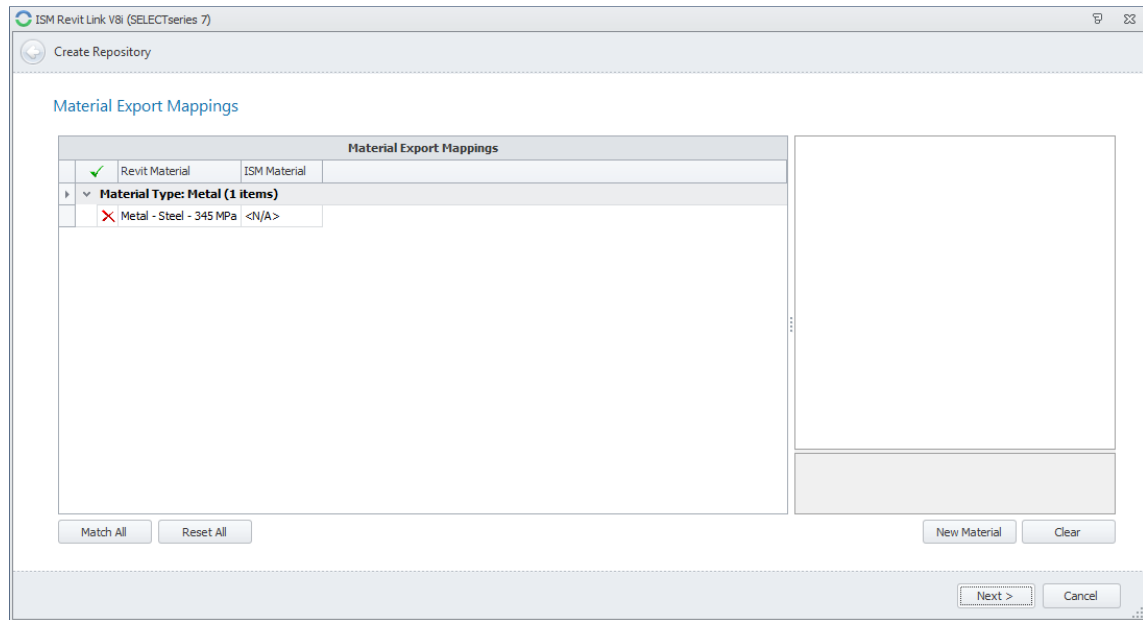 ISM Revit Link V8i (SELECTseries 7)
Create Repository
Material Export Mappings
Material Export Mappings
Revit Material ISM Material
Material Type: Metal (1 items)
Metal - Steel - 345 MPa <N/A>
Match All Reset All New Material Clear
Next > Cancel